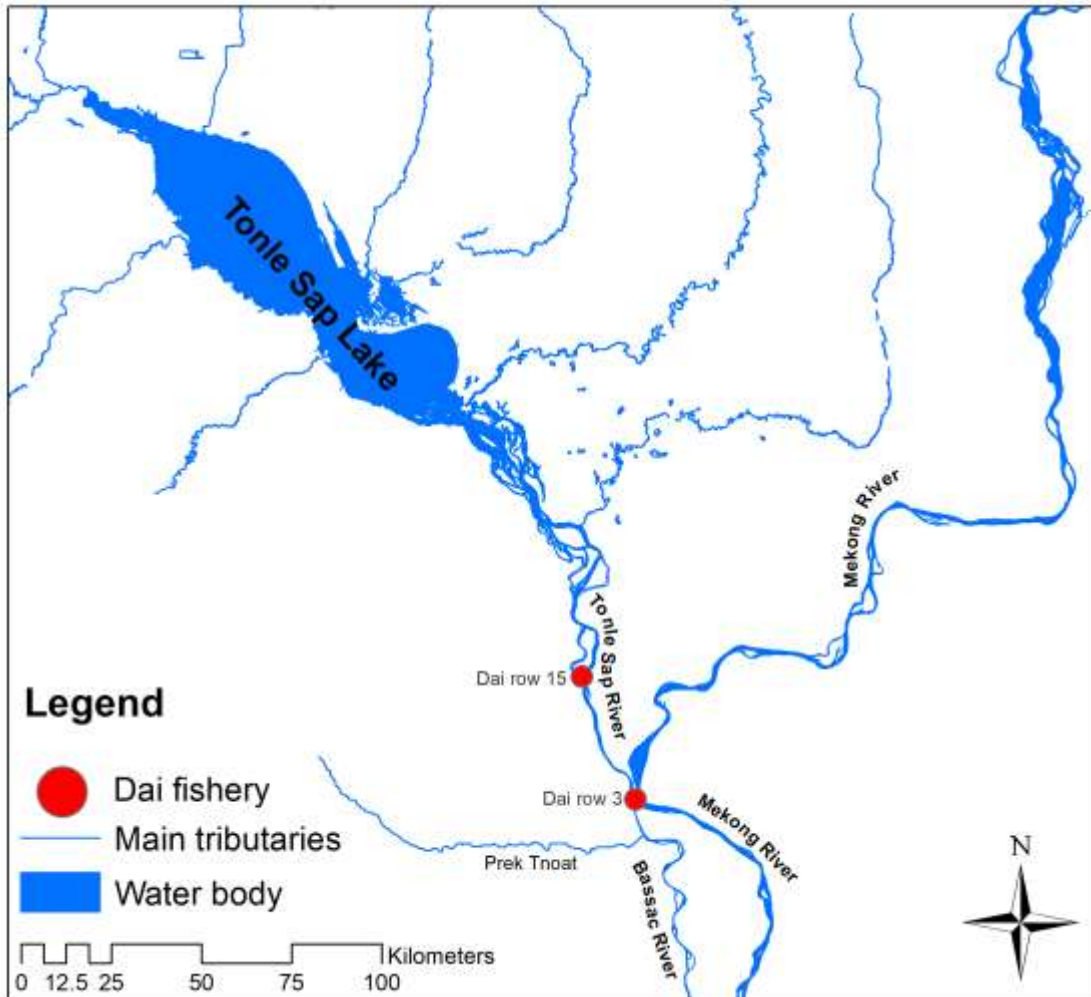 Tonle Sap Lake
Mekong River
Tonle Sap River
Dai row 15
Dai row 3
Mekong River
Prek Tnoat
Bassac River
Legend
Dai fishery
Main tributaries
Water body
Kilometers
0 12.5 25 50 75 100
N